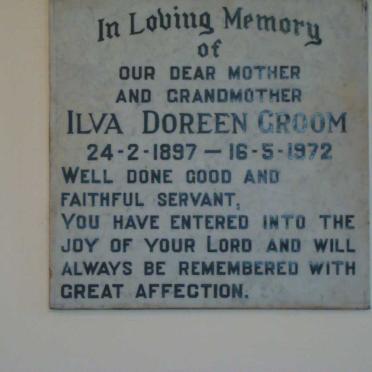 In Loving Memory
of
OUR DEAR MOTHER
AND GRANDMOTHER
ILVA DOREEN GROOM
24-2-1897 — 16-5-1972
WELL DONE GOOD AND
FAITHFUL SERVANT,
YOU HAVE ENTERED INTO THE
JOY OF YOUR LORD AND WILL
ALWAYS BE REMEMBERED WITH
GREAT AFFECTION.